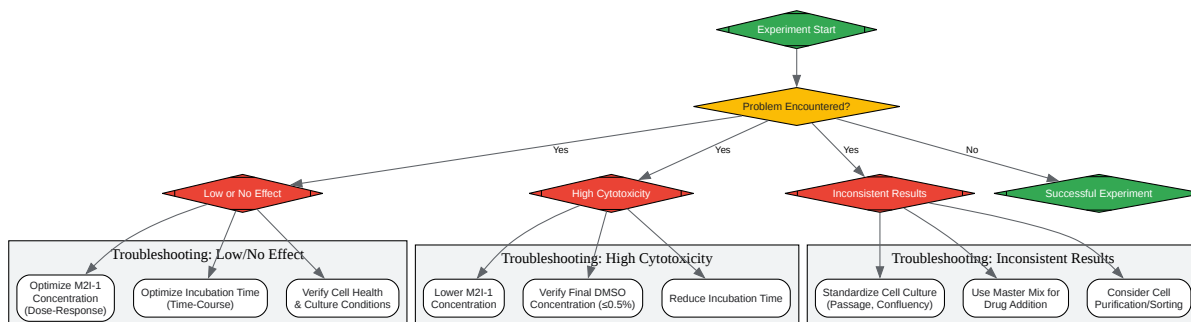 Experiment Start
Problem Encountered?
Yes
Yes
Yes
No
Low or No Effect
High Cytotoxicity
Inconsistent Results
Successful Experiment
Troubleshooting: Low/No Effect
Optimize M2I-1
Concentration
(Dose-Response)
Optimize Incubation Time
(Time-Course)
Verify Cell Health
& Culture Conditions
Troubleshooting: High Cytotoxicity
Lower M2I-1
Concentration
Verify Final DMSO
Concentration (≤0.5%)
Reduce Incubation Time
Troubleshooting: Inconsistent Results
Standardize Cell Culture
(Passage, Confluency)
Use Master Mix for
Drug Addition
Consider Cell
Purification/Sorting